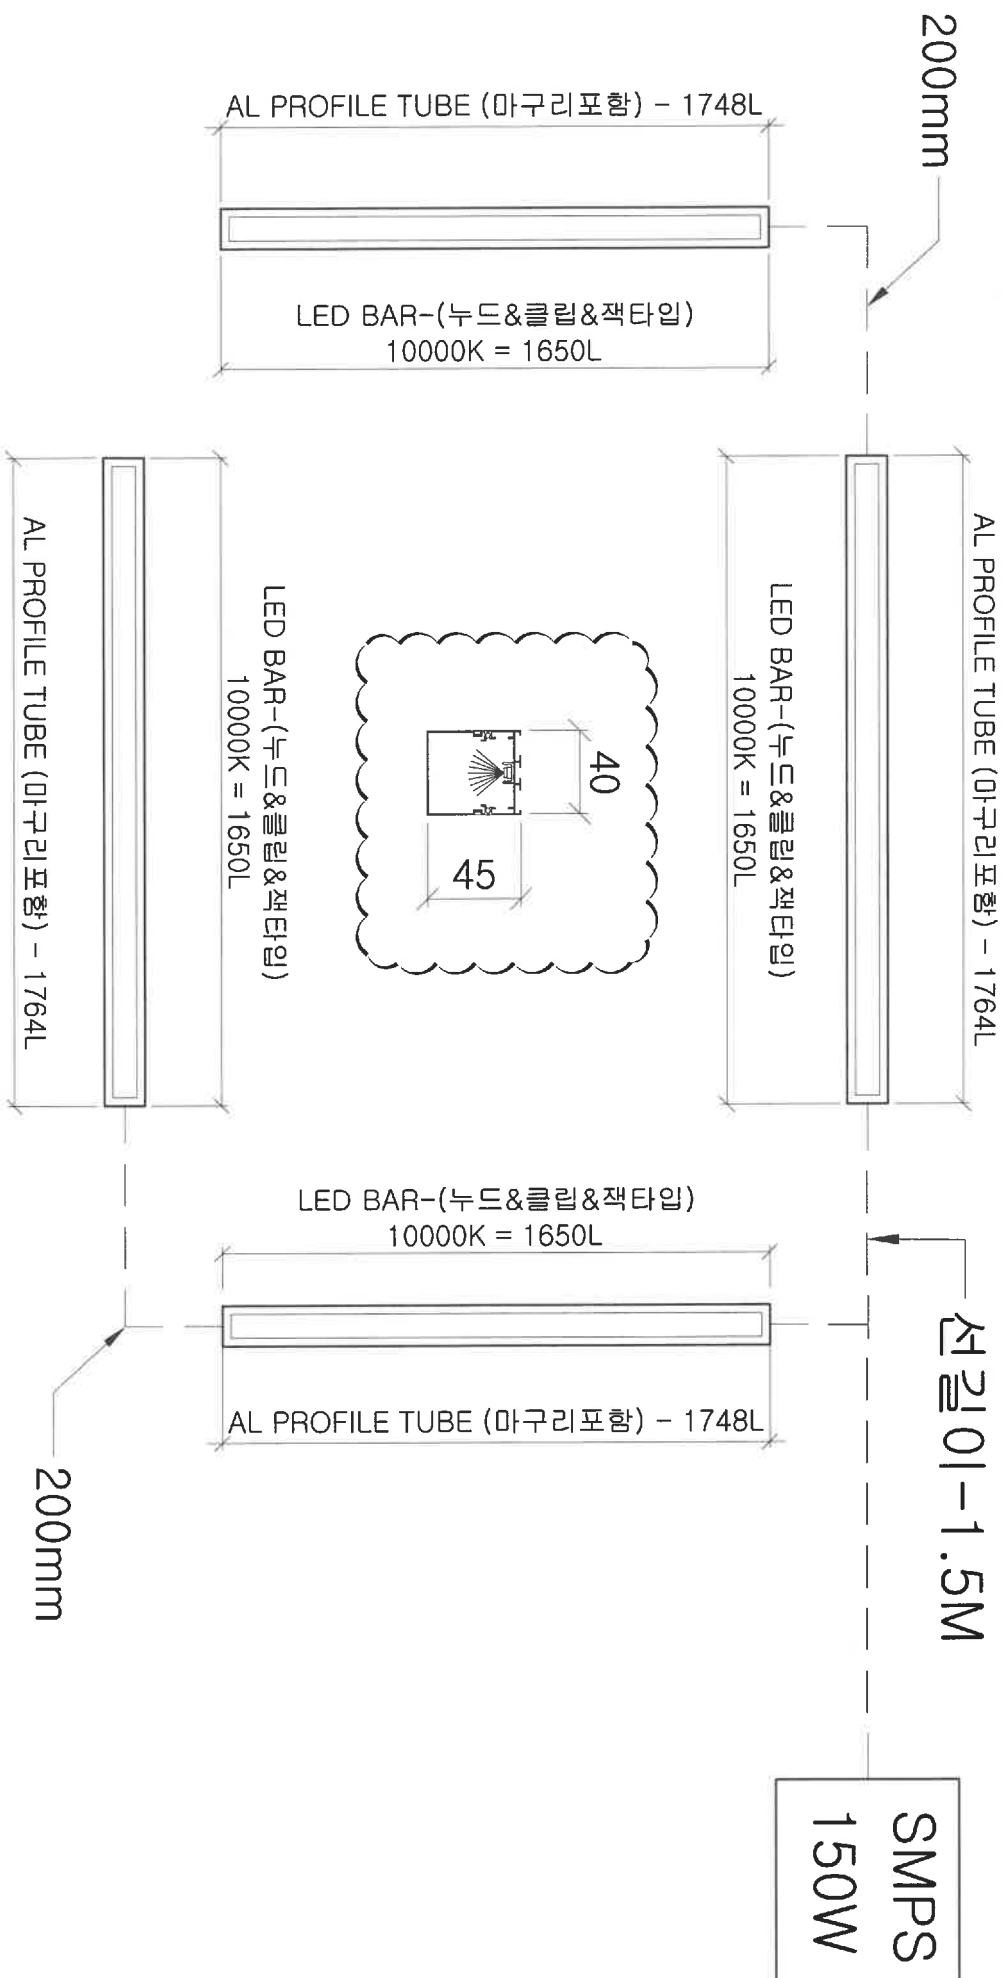 200mm
AL PROFILE TUBE (마구리포함) - 1748L
LED BAR-(누드&클립&잭타입)
10000K = 1650L
AL PROFILE TUBE (마구리포함) - 1764L
LED BAR-(누드&클립&잭타입)
10000K = 1650L
40
45
LED BAR-(누드&클립&잭타입)
10000K = 1650L
AL PROFILE TUBE (마구리포함) - 1764L
LED BAR-(누드&클립&잭타입)
10000K = 1650L
AL PROFILE TUBE (마구리포함) - 1748L
선길이-1.5M
200mm
SMPS
150W